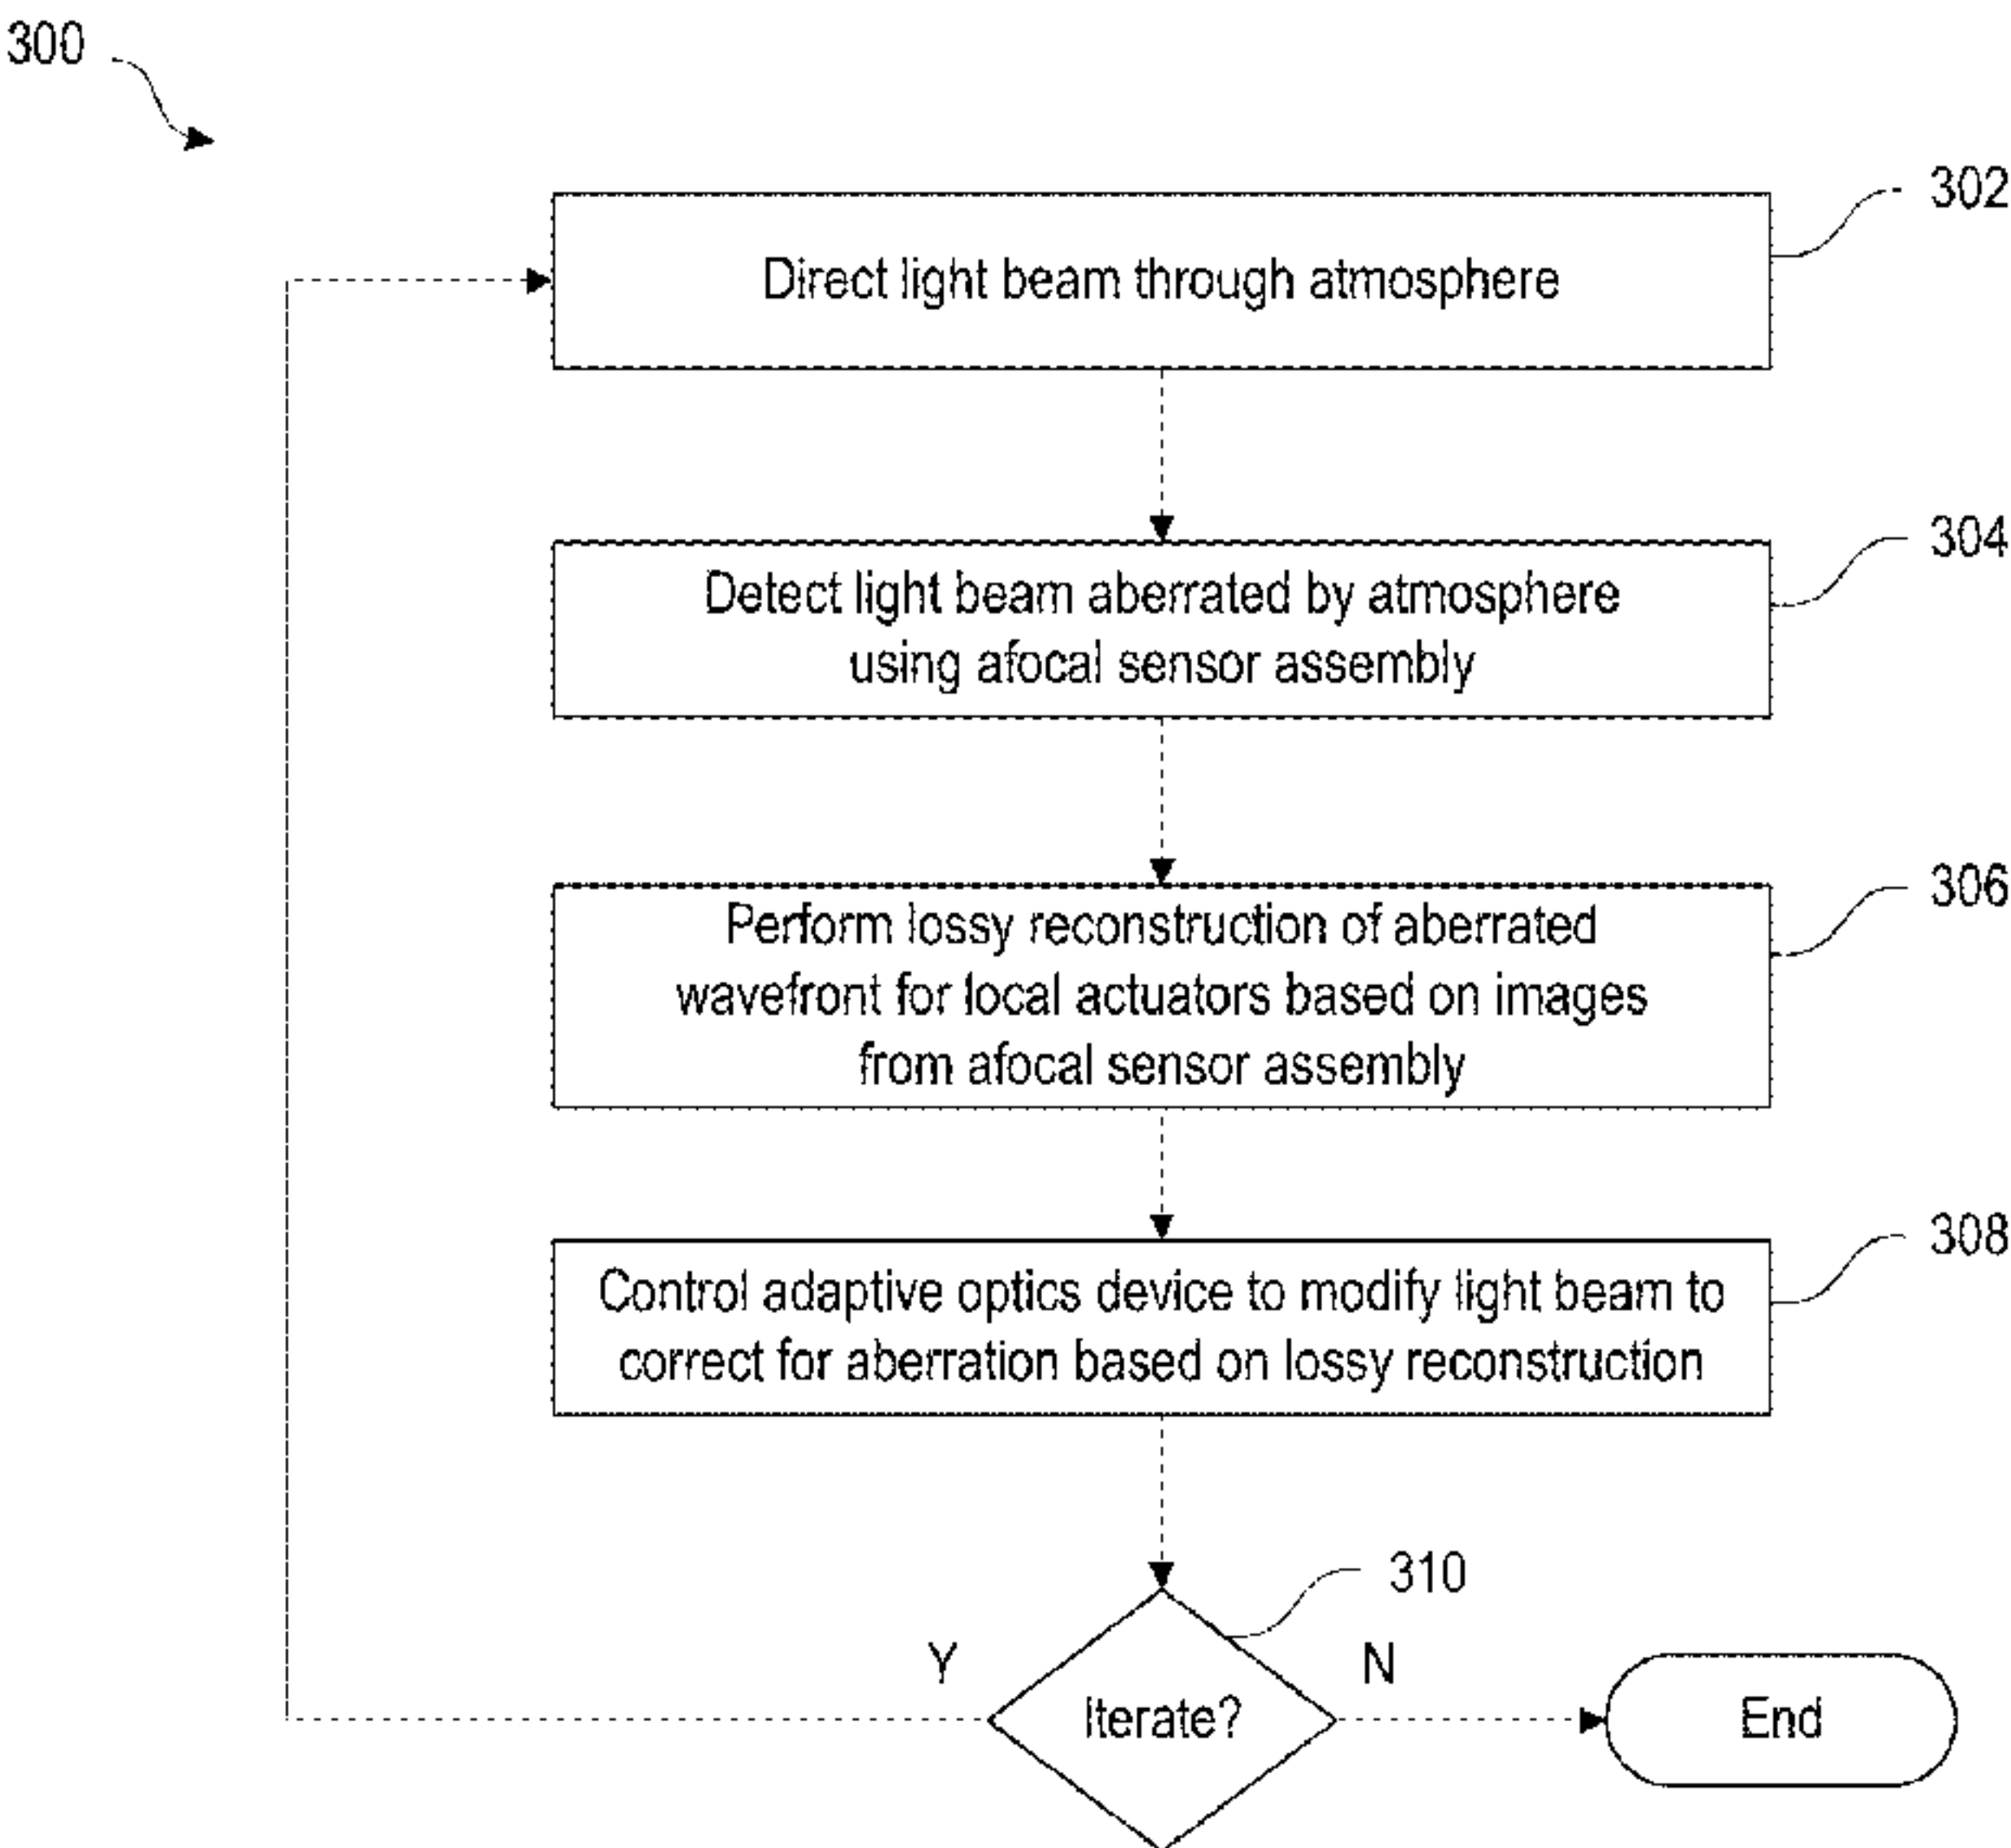 300
302
Direct light beam through atmosphere
304
Detect light beam aberrated by atmosphere
using afocal sensor assembly
306
Perform lossy reconstruction of aberrated
wavefront for local actuators based on images
from afocal sensor assembly
308
Control adaptive optics device to modify light beam to
correct for aberration based on lossy reconstruction
310
Y
N
Iterate?
End